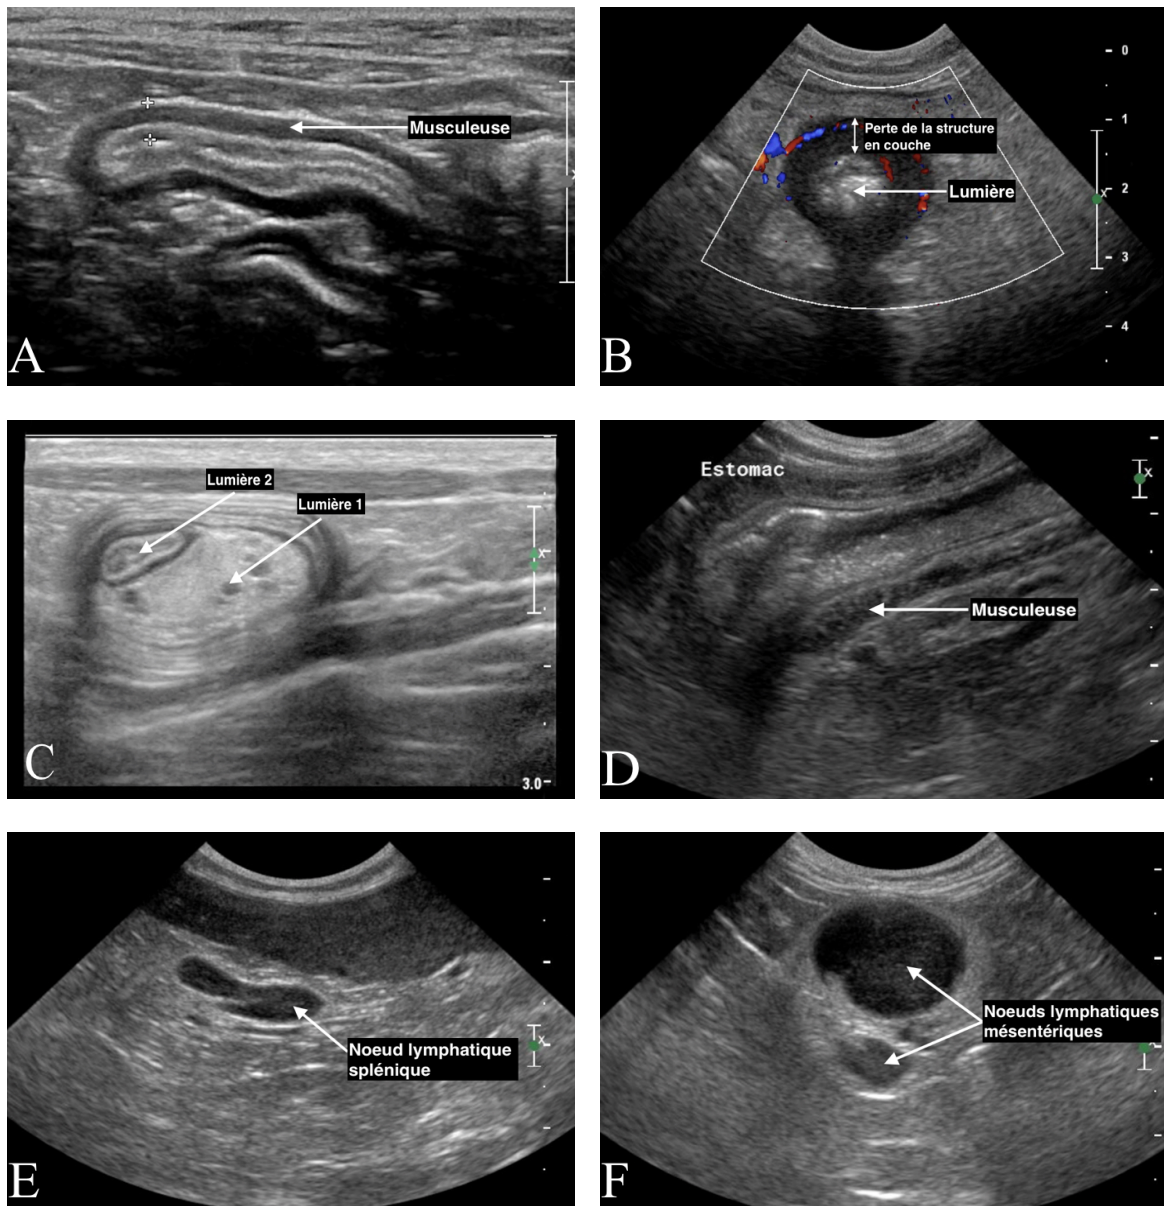 Musculeuse
A
0
1
2
3
4
x
Perte de la structure
en couche
Lumière
B
Lumière 2
Lumière 1
x
3.0
C
Estomac
x
Musculeuse
D
x
Noeud lymphatique
splénique
E
Noeuds lymphatiques
mésentériques
F